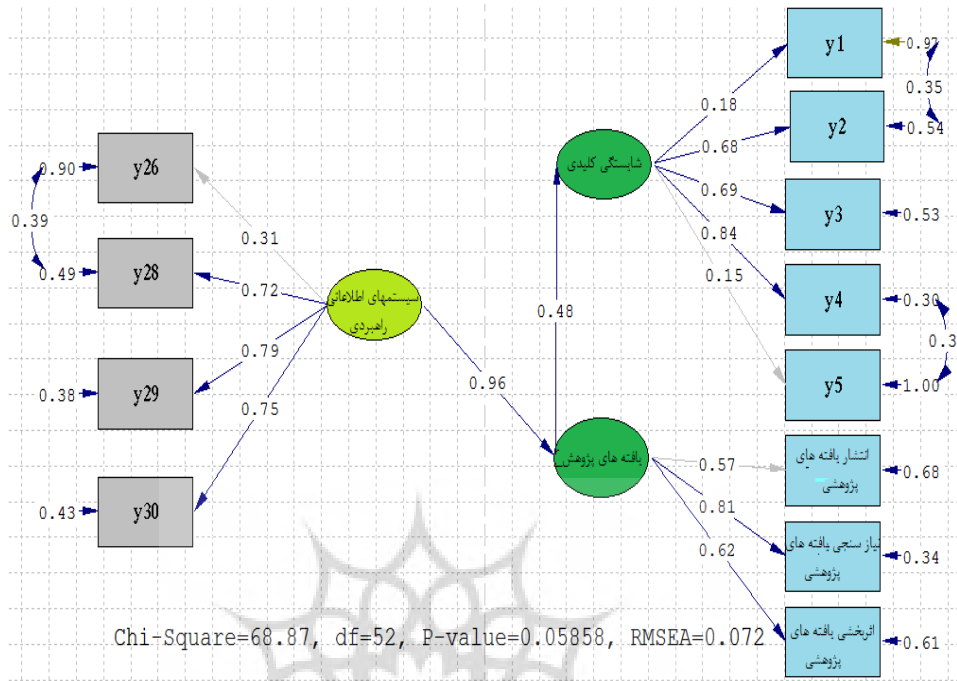 y1
0.97
0.35
0.18
y2
0.54
0.68
شایستگی کلیدی
y26
0.90
0.39
0.31
0.69
y3
0.53
0.84
y28
0.49
0.72
y4
0.30
0.15
0.3
سیستمهای اطلاعاتی
راهبردی
0.48
y29
0.38
0.79
0.96
y5
1.00
0.75
یافته های پژوهش
0.57
انتشار یافته های
پژوهشی
0.68
y30
0.43
0.81
نیاز سنجی یافته های
پژوهشی
0.34
0.62
اثربخشی یافته های
پژوهشی
0.61
Chi-Square=68.87, df=52, P-value=0.05858, RMSEA=0.072